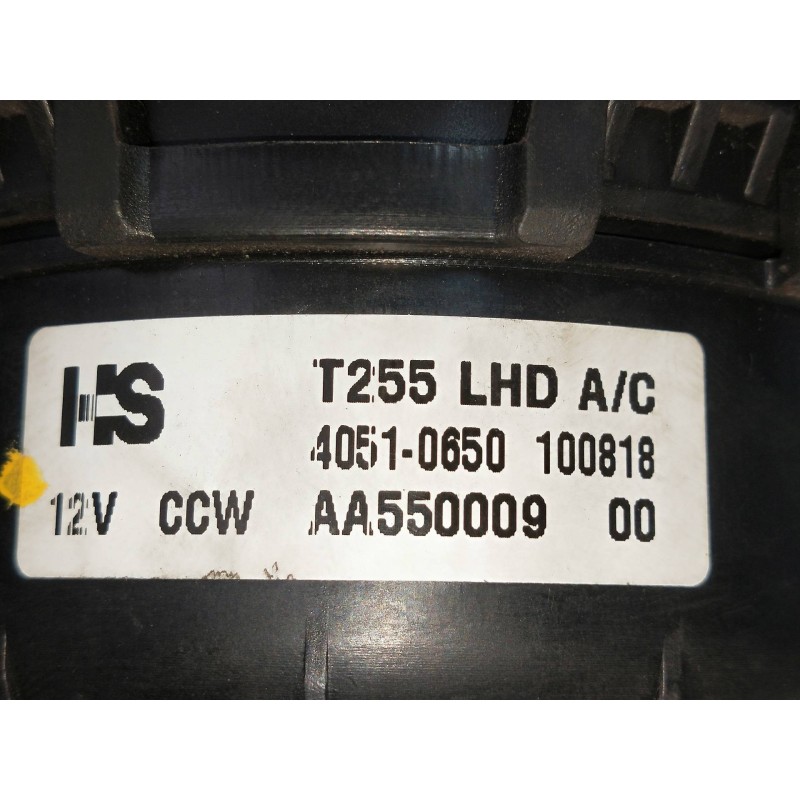 HS T255 LHD A/C
4051-0650 100818
12V CCW AA550009 00